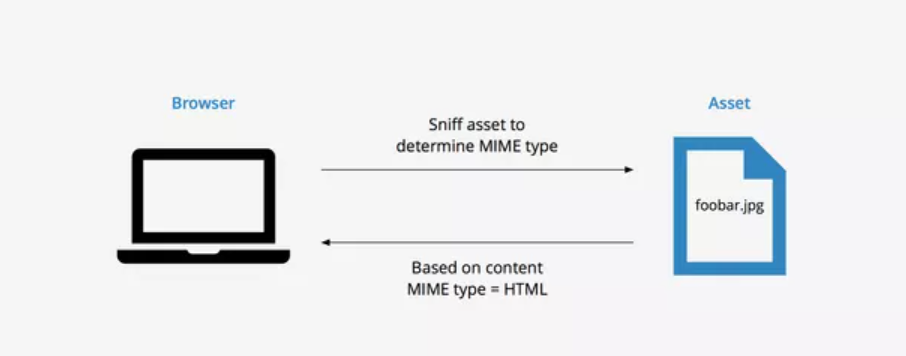 Browser
Asset
Sniff asset to
determine MIME type
foobar.jpg
Based on content
MIME type = HTML